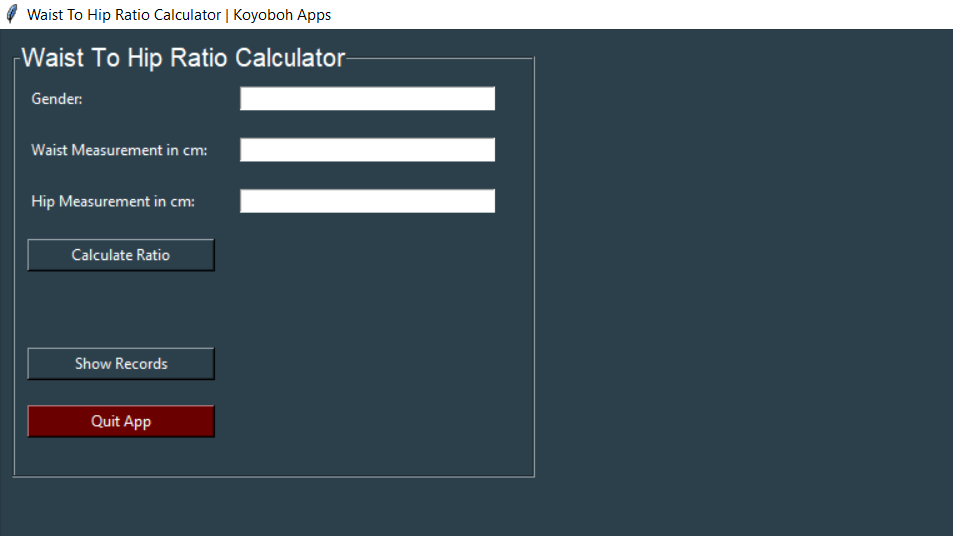 Waist To Hip Ratio Calculator | Koyoboh Apps
Waist To Hip Ratio Calculator
Gender:
Waist Measurement in cm:
Hip Measurement in cm:
Calculate Ratio
Show Records
Quit App